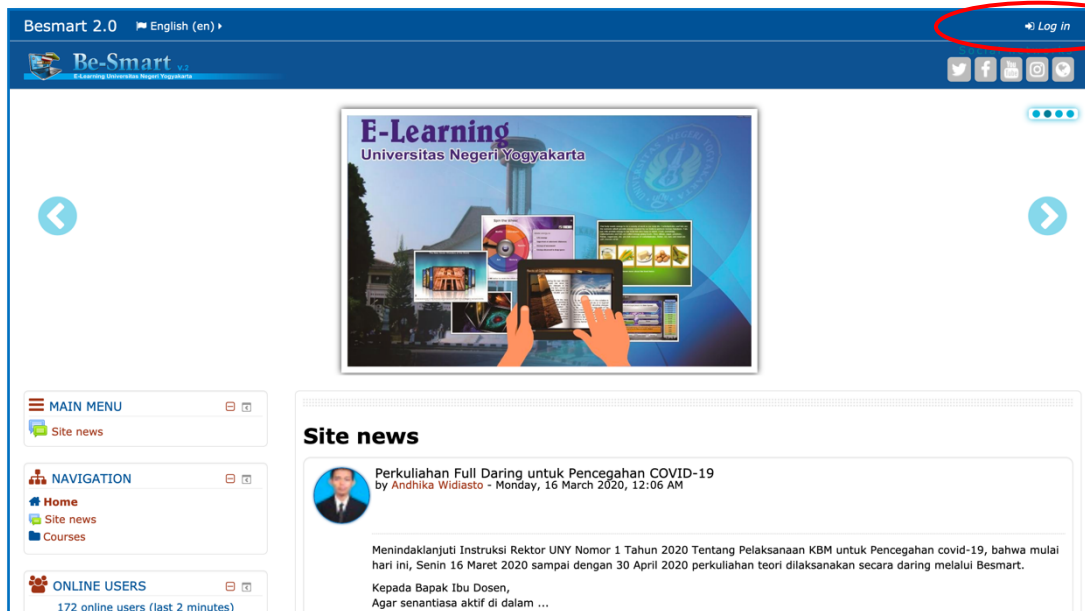 Besmart 2.0 English (en)
Log in
Be-Smart v.2
E-Learning Universitas Negeri Yogyakarta
E-Learning
Universitas Negeri Yogyakarta
MAIN MENU
Site news
NAVIGATION
Home
Site news
Courses
ONLINE USERS
172 online users (last 2 minutes)
Site news
Perkuliahan Full Daring untuk Pencegahan COVID-19
by Andhika Widiasto - Monday, 16 March 2020, 12:06 AM
Menindaklanjuti Instruksi Rektor UNY Nomor 1 Tahun 2020 Tentang Pelaksanaan KBM untuk Pencegahan covid-19, bahwa mulai
hari ini, Senin 16 Maret 2020 sampai dengan 30 April 2020 perkuliahan teori dilaksanakan secara daring melalui Besmart.
Kepada Bapak Ibu Dosen,
Agar senantiasa aktif di dalam ...